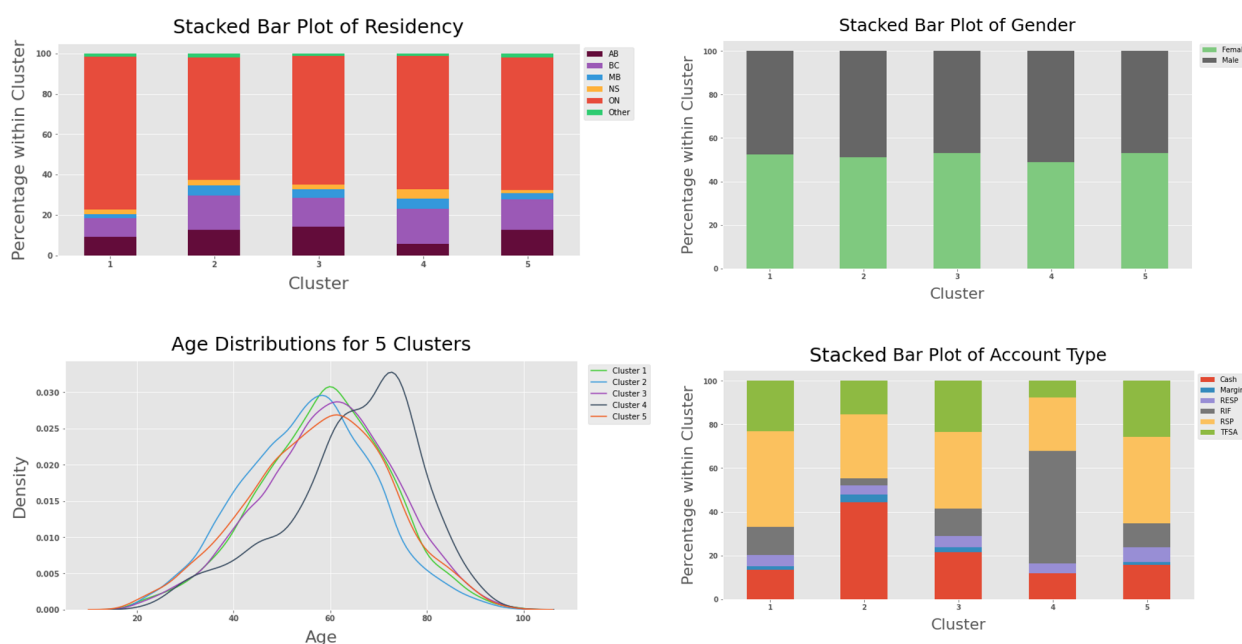 Stacked Bar Plot of Residency
100
80
60
40
20
0
Percentage within Cluster
1 2 3 4 5
Cluster
AB
BC
MB
NS
ON
Other
Stacked Bar Plot of Gender
100
80
60
40
20
0
Percentage within Cluster
1 2 3 4 5
Cluster
Femal
Male
Age Distributions for 5 Clusters
0.030
0.025
0.020
0.015
0.010
0.005
0.000
Density
20 40 60 80 100
Age
Cluster 1
Cluster 2
Cluster 3
Cluster 4
Cluster 5
Stacked Bar Plot of Account Type
100
80
60
40
20
0
Percentage within Cluster
1 2 3 4 5
Cluster
Cash
Margin
RESP
RIF
RSP
TFSA